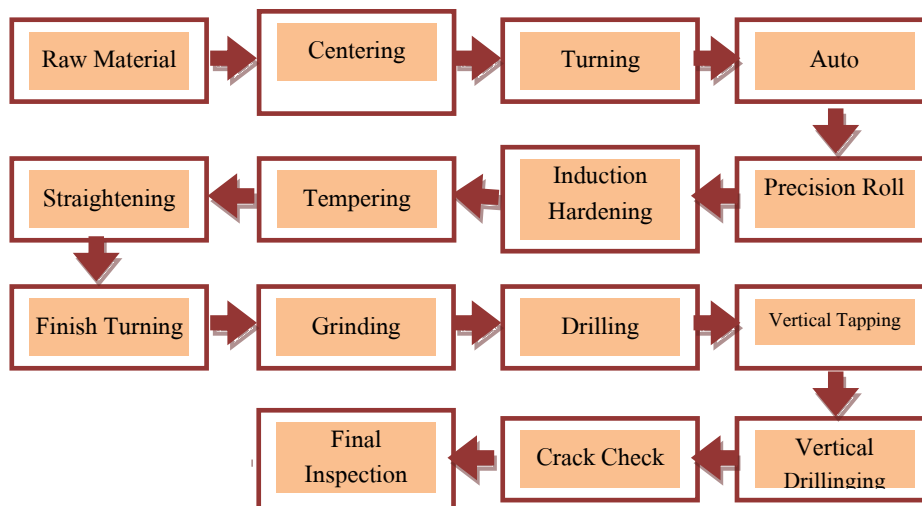 Raw Material
Centering
Turning
Auto
Precision Roll
Induction
Hardening
Tempering
Straightening
Finish Turning
Grinding
Drilling
Vertical Tapping
Vertical
Drillinging
Crack Check
Final
Inspection